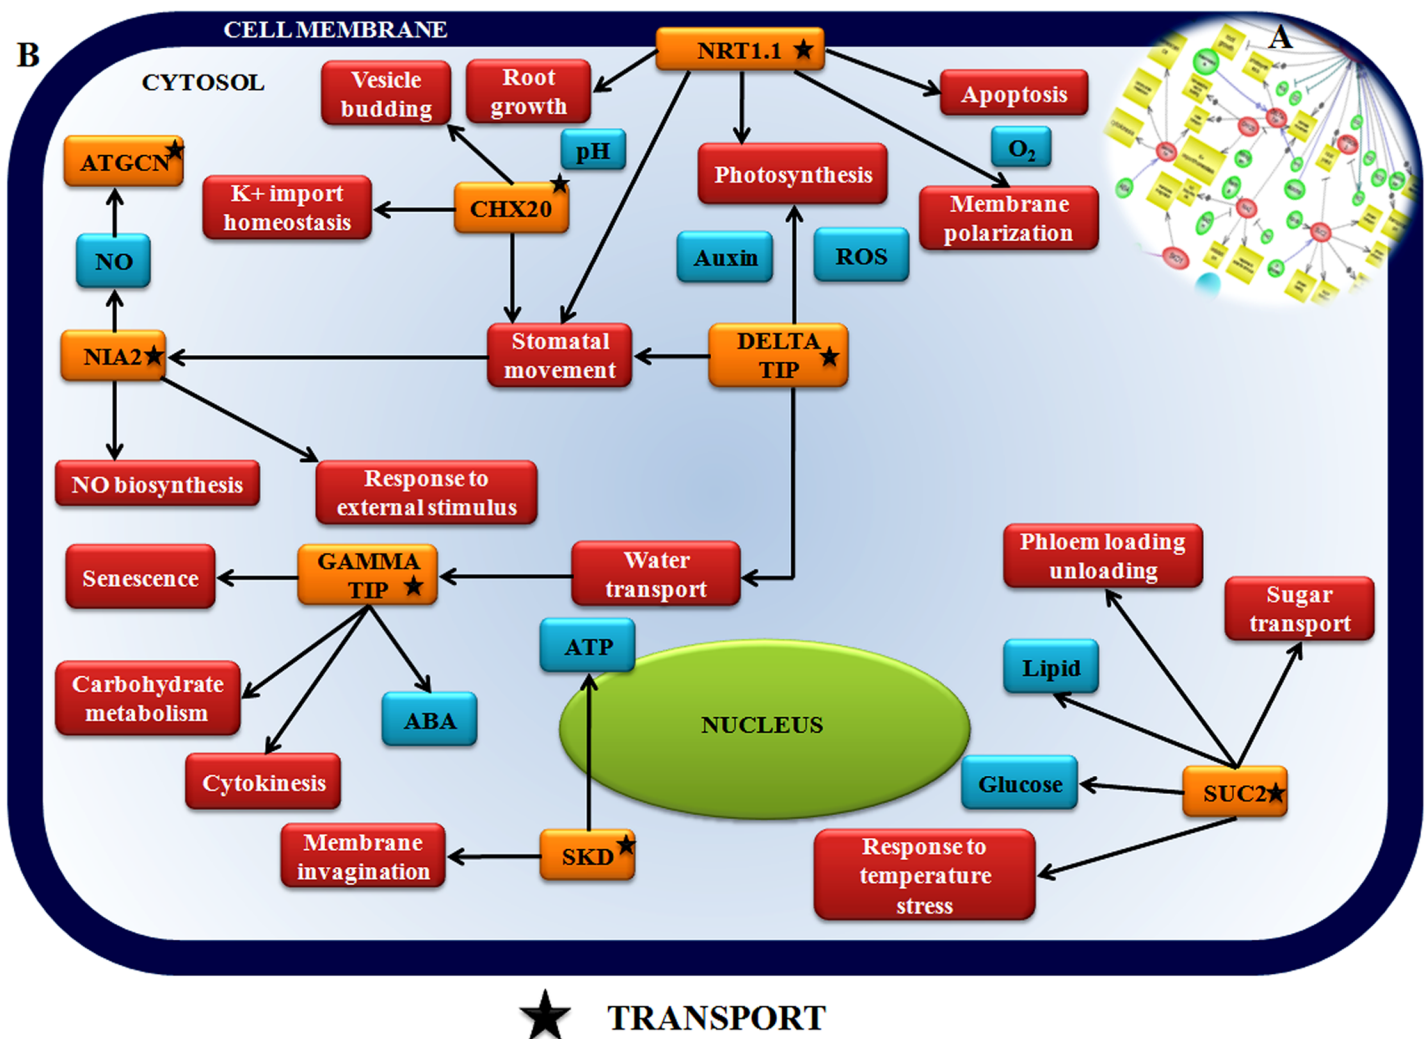 CELL MEMBRANE
B
A
CYTOSOL
NRT1.1
Vesicle
budding
Root
growth
Apoptosis
pH
O2
ATGCN
Photosynthesis
K+ import
homeostasis
CHX20
Membrane
polarization
NO
Auxin
ROS
NIA2
Stomatal
movement
DELTA
TIP
NO biosynthesis
Response to
external stimulus
Phloem loading
unloading
Senescence
GAMMA
TIP
Water
transport
Sugar
transport
ATP
Lipid
Carbohydrate
metabolism
ABA
NUCLEUS
Cytokinesis
Glucose
SUC2
Membrane
invagination
SKD
Response to
temperature
stress
TRANSPORT